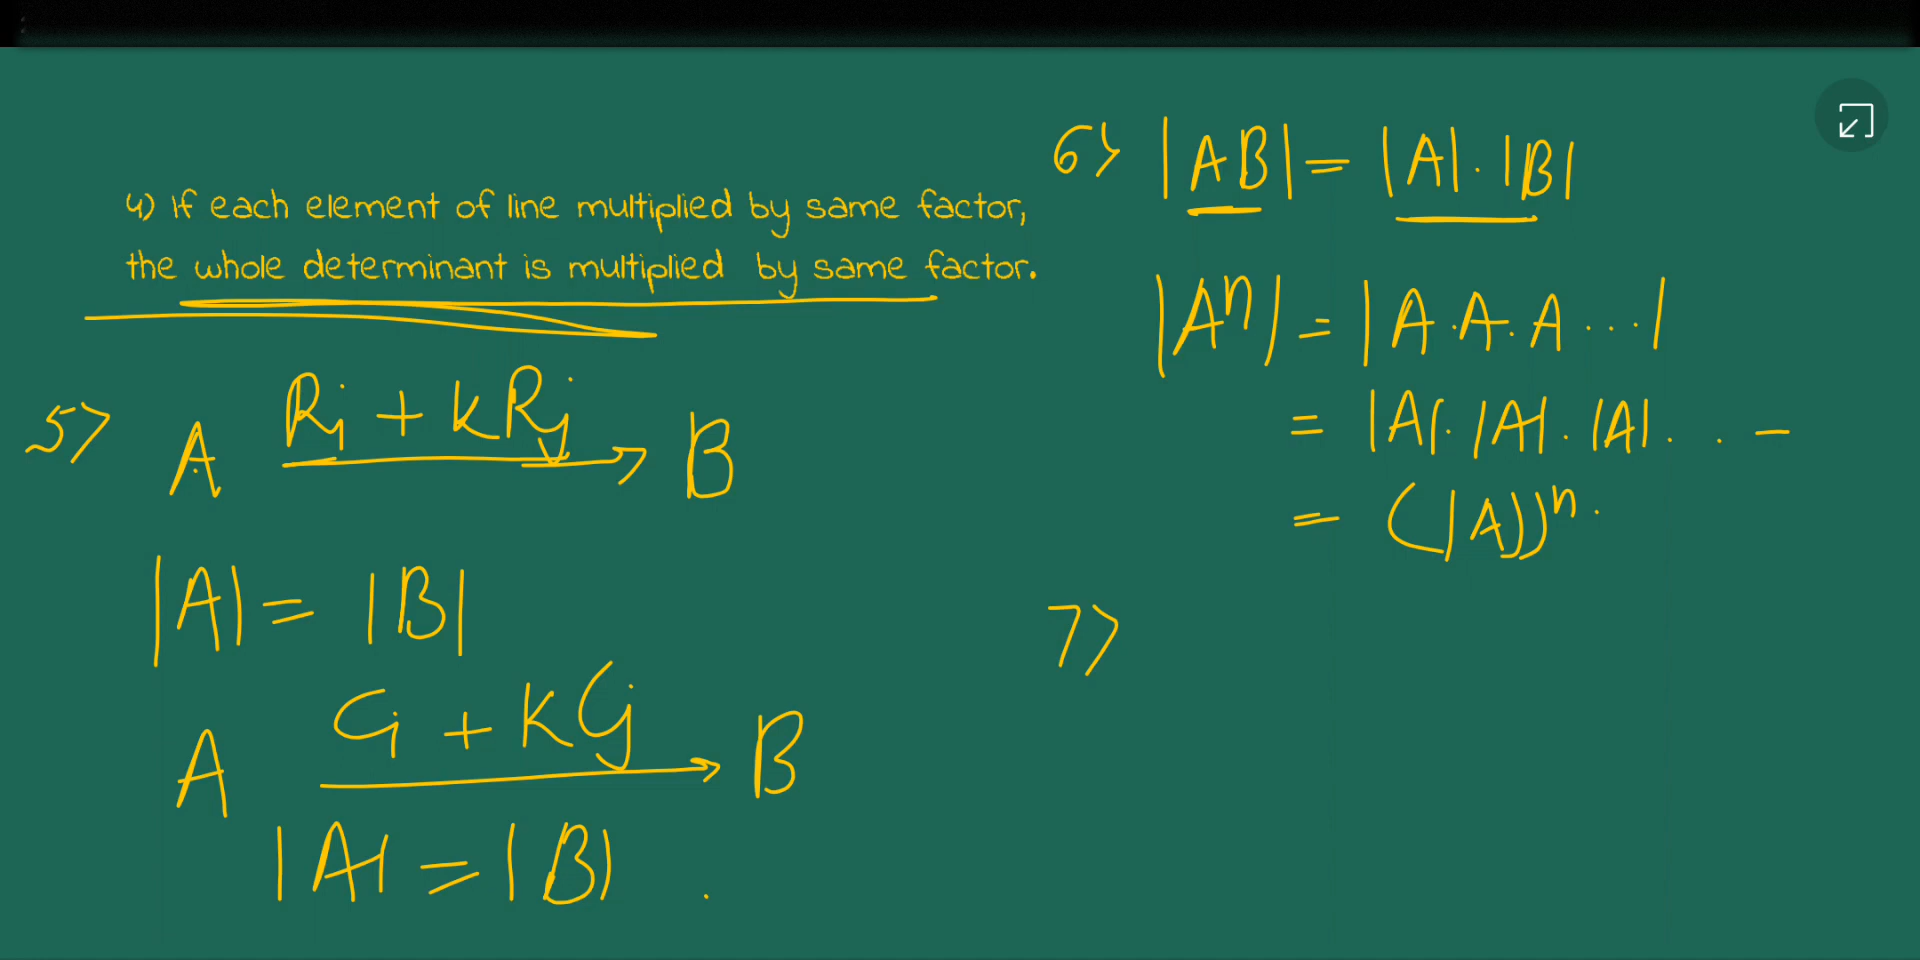 4) If each element of line multiplied by same factor,
the whole determinant is multiplied by same factor.
5> A Ri + kRj → B
|A| = |B|
A Ci + KCj → B
|A| = |B| .
6> |AB| = |A| . |B|
|Aⁿ| = |A . A . A ... |
= |A| . |A| . |A| . . -
= (|A|)ⁿ .
7>